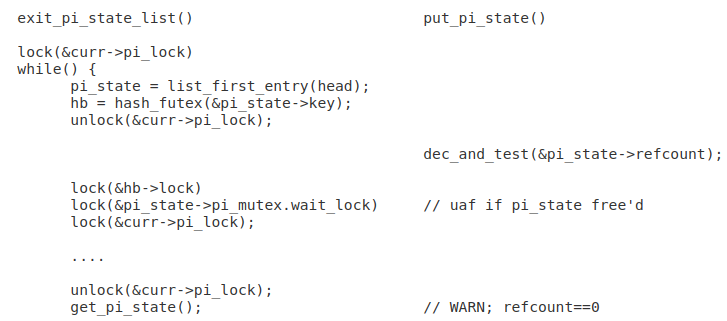 exit_pi_state_list()                          put_pi_state()
lock(&curr->pi_lock)
while() {
      pi_state = list_first_entry(head);
      hb = hash_futex(&pi_state->key);
      unlock(&curr->pi_lock);
                                              dec_and_test(&pi_state->refcount);
      lock(&hb->lock)
      lock(&pi_state->pi_mutex.wait_lock)     // uaf if pi_state free'd
      lock(&curr->pi_lock);
      ....
      unlock(&curr->pi_lock);
      get_pi_state();                         // WARN; refcount==0